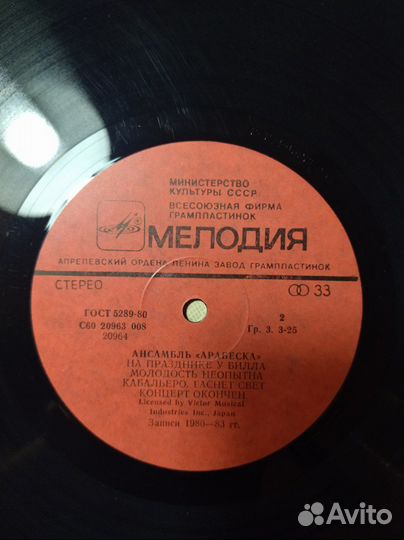 МИНИСТЕРСТВО
КУЛЬТУРЫ СССР
ВСЕСОЮЗНАЯ ФИРМА
ГРАМПЛАСТИНОК
МЕЛОДИЯ
АПРЕЛЕВСКИЙ ОРДЕНА ЛЕНИНА ЗАВОД ГРАМПЛАСТИНОК
СТЕРЕО
33
ГОСТ 5289-80
С60 20963 008
20964
2
Гр. 3. 3-25
АНСАМБЛЬ «АРАБЕСКА»
НА ПРАЗДНИКЕ У БИЛЛА
МОЛОДОСТЬ НЕОПЫТНА
КАБАЛЬЕРО, ГАСНЕТ СВЕТ
КОНЦЕРТ ОКОНЧЕН
Licensed by Victor Musical
Industries Inc., Japan
Записи 1980—83 гг.
Avito